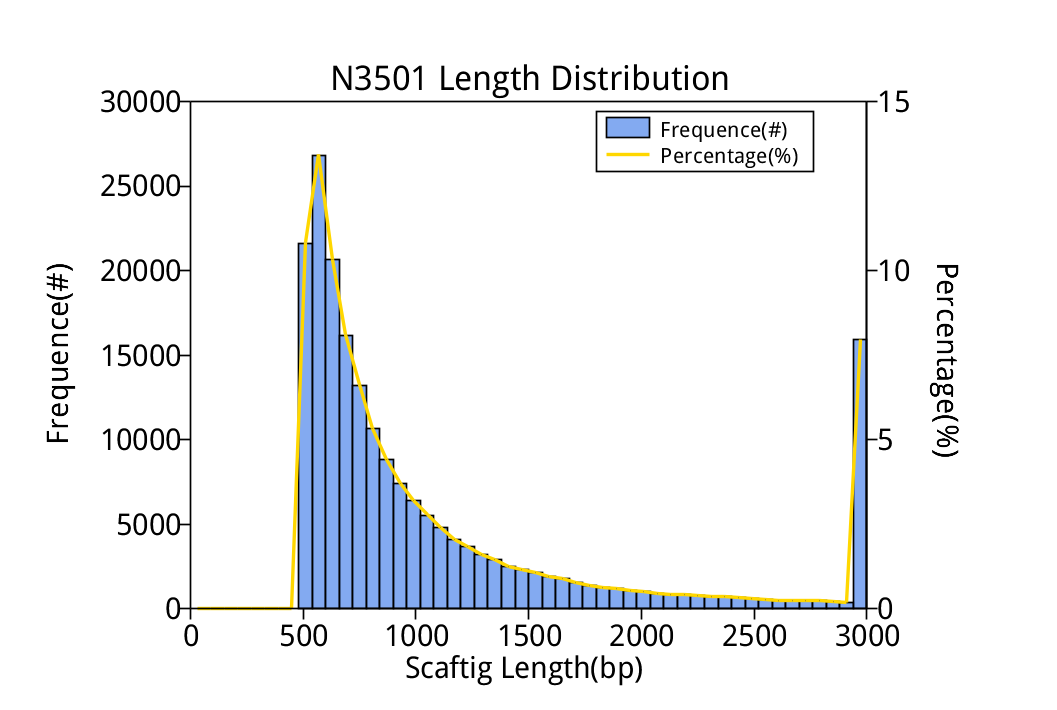 N3501 Length Distribution
30000
25000
20000
15000
10000
5000
0
Frequence(#)
15
10
5
0
Percentage(%)
Frequence(#)
Percentage(%)
0 500 1000 1500 2000 2500 3000
Scaftig Length(bp)